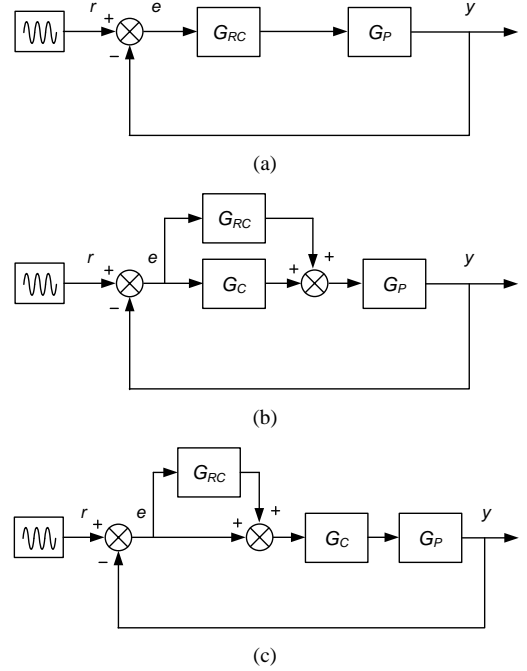 r + e G_RC G_P y
−
(a)
G_RC
r + e G_C + + G_P y
−
(b)
G_RC
r + e + + G_C G_P y
−
(c)